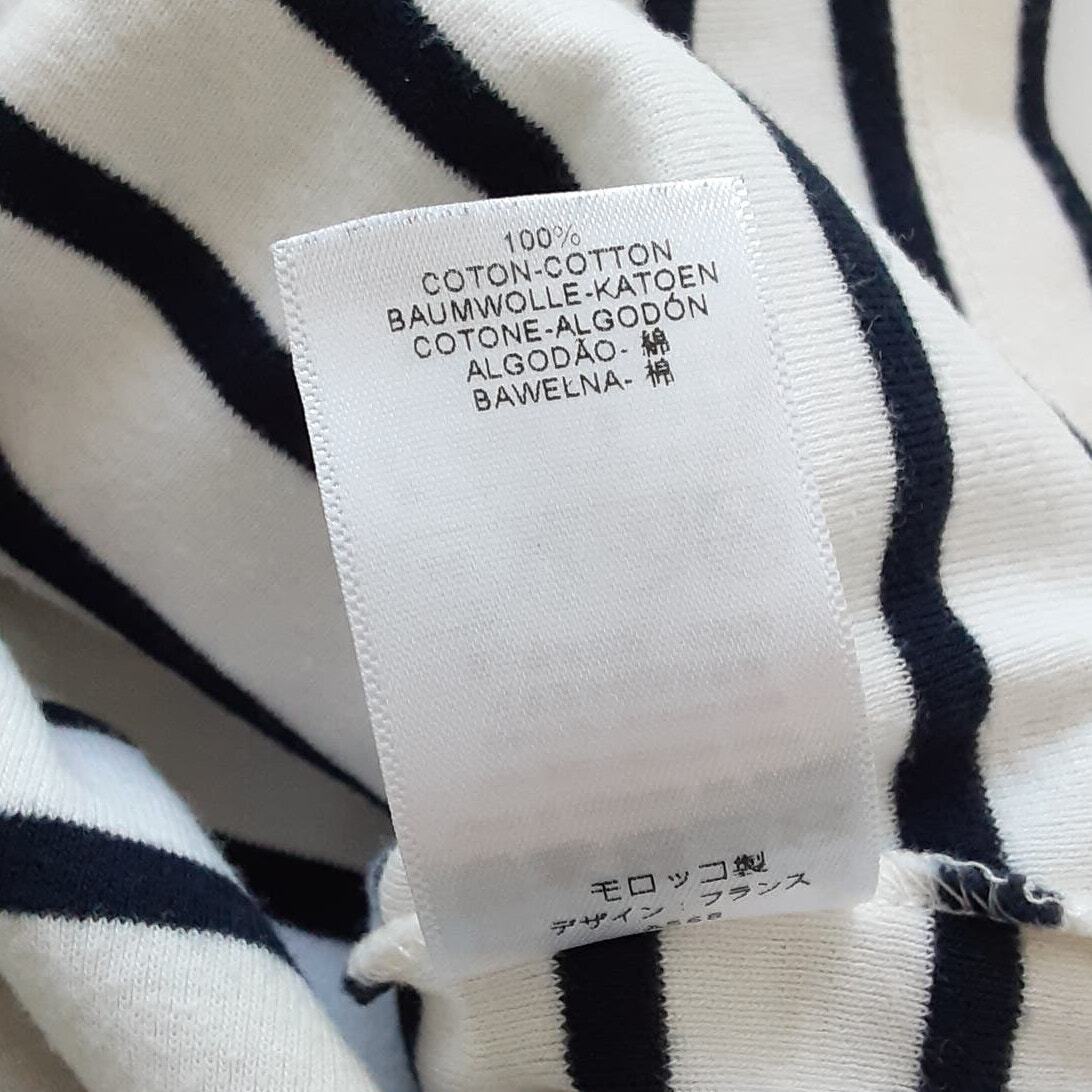 100%
COTON-COTTON
BAUMWOLLE-KATOEN
COTONE-ALGODÓN
ALGODÃO- 綿
BAWEŁNA- 棉
モロッコ製
デザイン：フランス